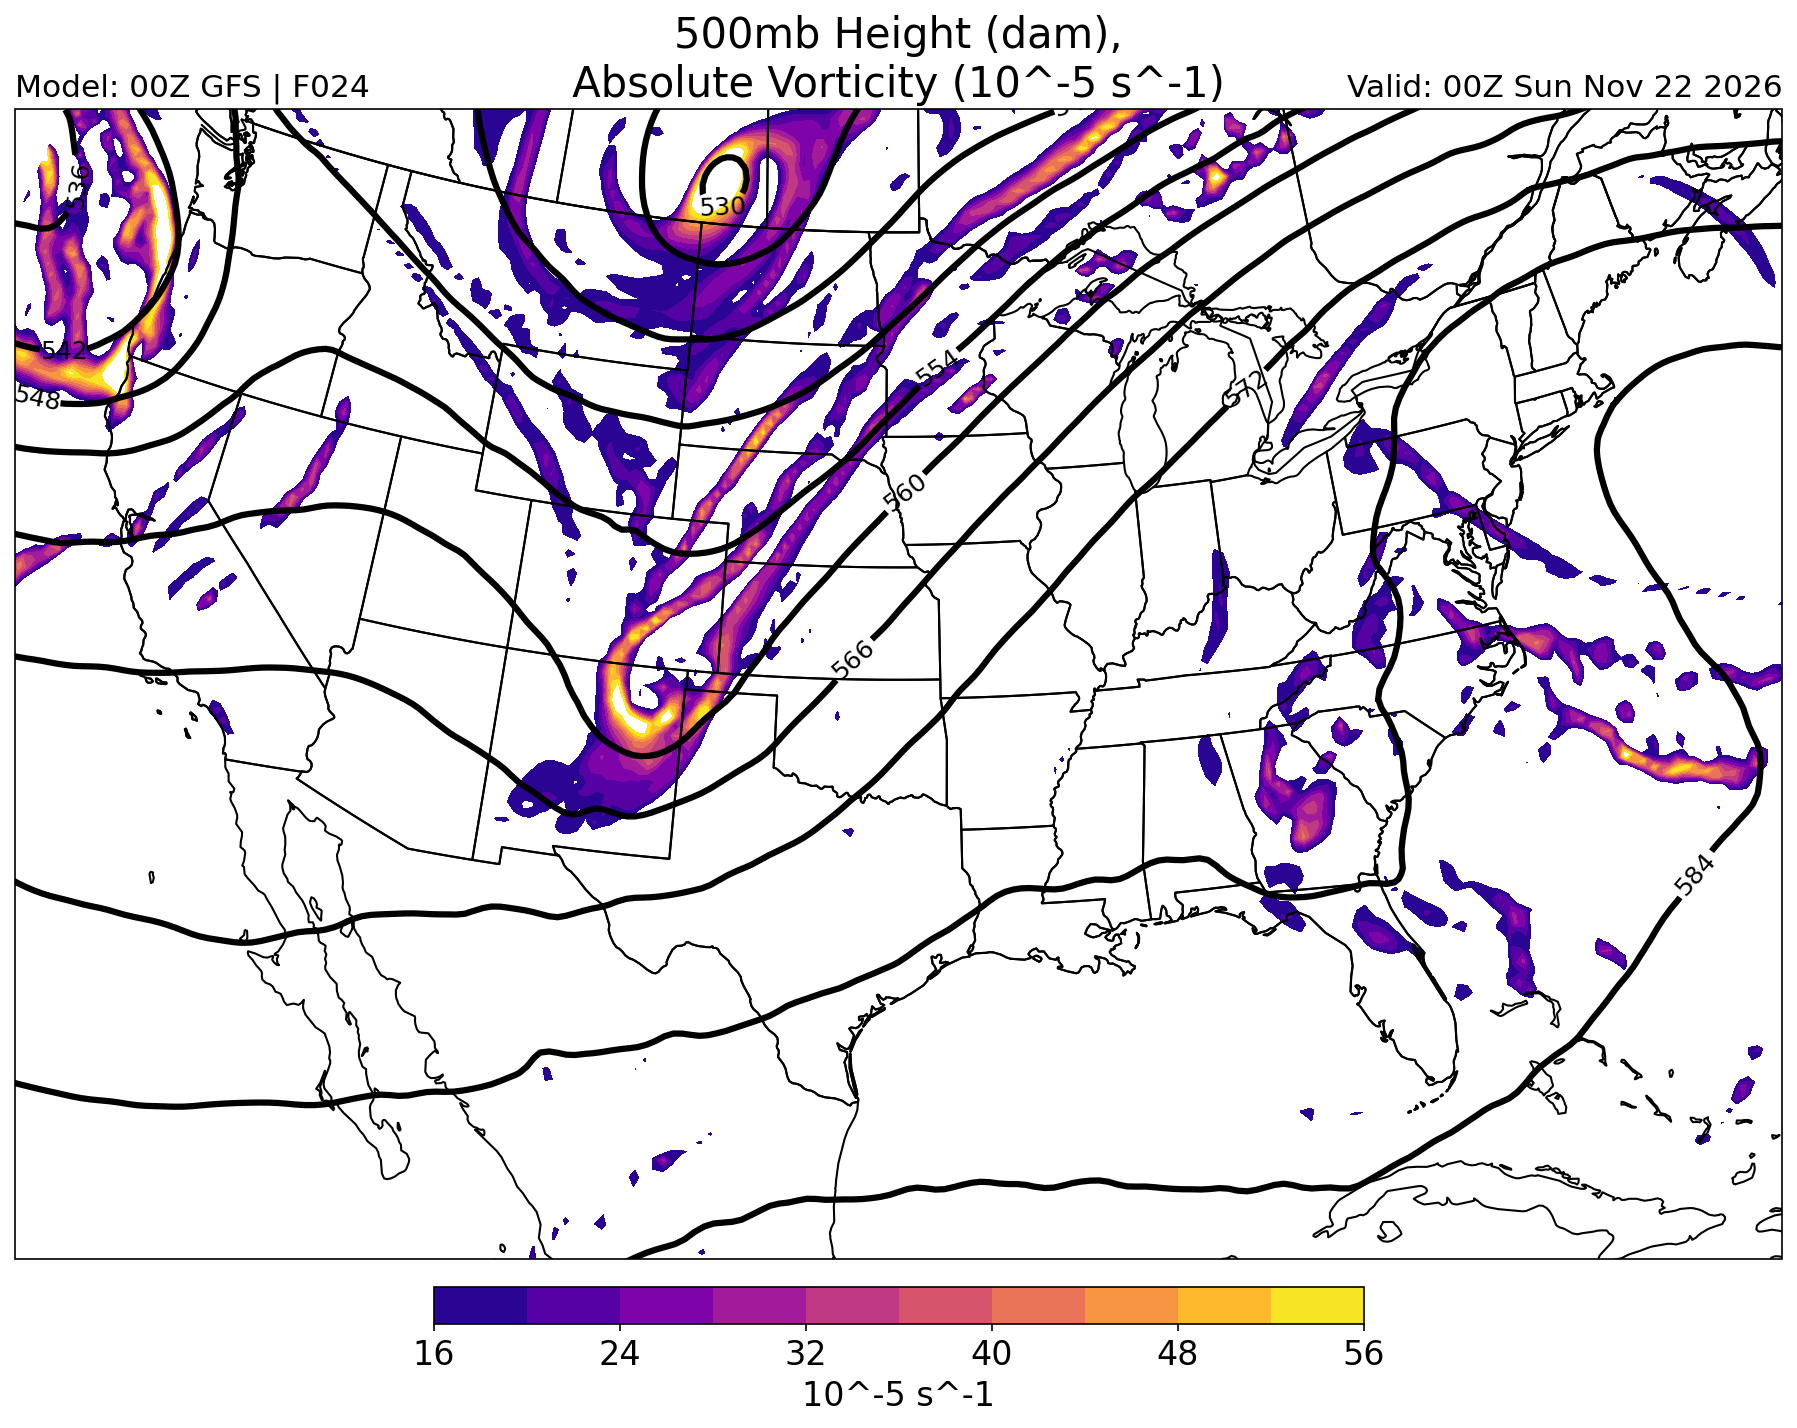 500mb Height (dam),
Absolute Vorticity (10^-5 s^-1)
Model: 00Z GFS | F024
Valid: 00Z Sun Nov 22 2026
536
530
542
548
554
572
560
566
584
16 24 32 40 48 56
10^-5 s^-1